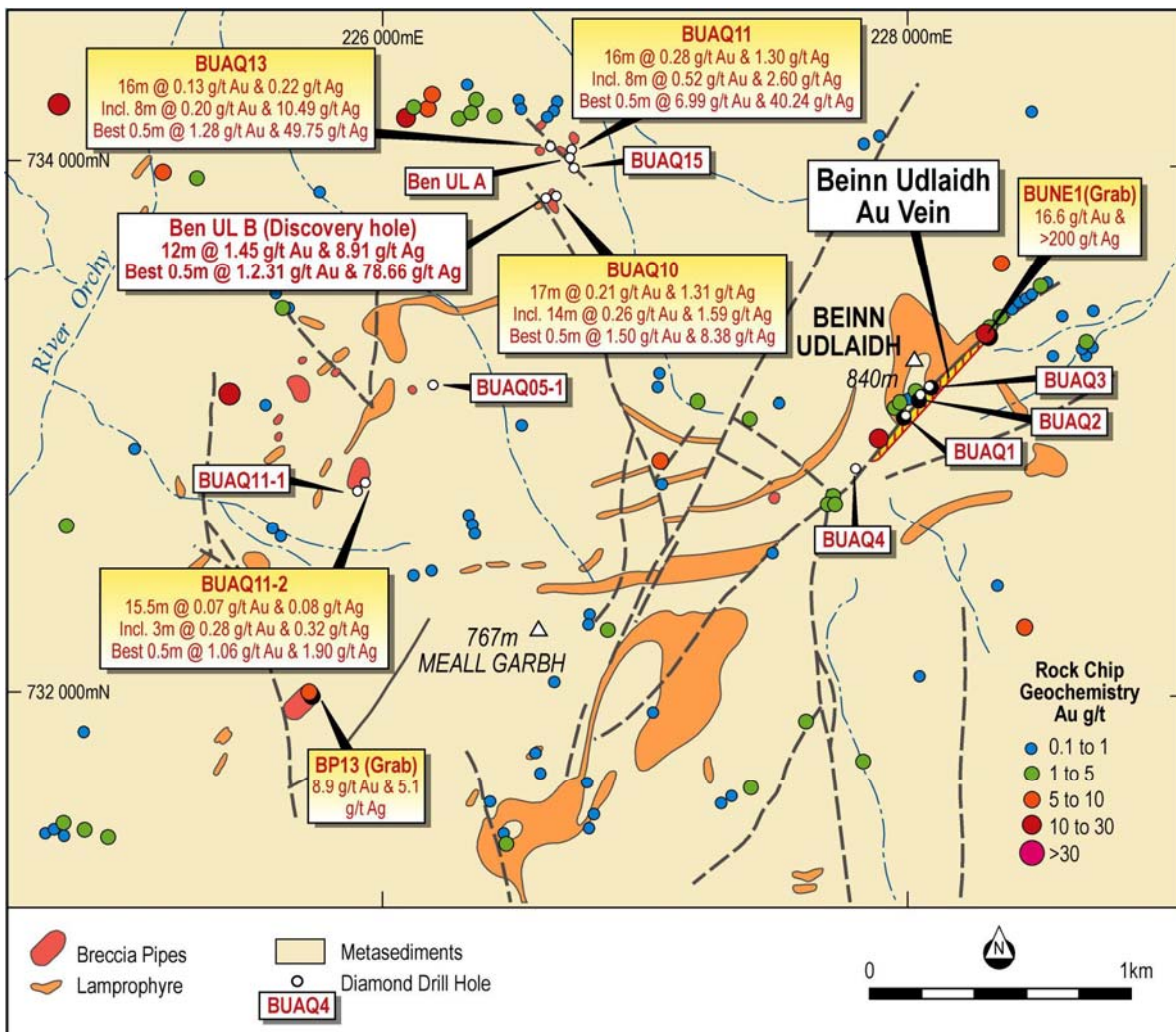 226 000mE
228 000mE
BUAQ13
16m @ 0.13 g/t Au & 0.22 g/t Ag
Incl. 8m @ 0.20 g/t Au & 10.49 g/t Ag
Best 0.5m @ 1.28 g/t Au & 49.75 g/t Ag
BUAQ11
16m @ 0.28 g/t Au & 1.30 g/t Ag
Incl. 8m @ 0.52 g/t Au & 2.60 g/t Ag
Best 0.5m @ 6.99 g/t Au & 40.24 g/t Ag
734 000mN
Ben UL A
BUAQ15
Beinn Udlaidh
Au Vein
BUNE1(Grab)
16.6 g/t Au &
>200 g/t Ag
Ben UL B (Discovery hole)
12m @ 1.45 g/t Au & 8.91 g/t Ag
Best 0.5m @ 1.2.31 g/t Au & 78.66 g/t Ag
River Orchy
BUAQ10
17m @ 0.21 g/t Au & 1.31 g/t Ag
Incl. 14m @ 0.26 g/t Au & 1.59 g/t Ag
Best 0.5m @ 1.50 g/t Au & 8.38 g/t Ag
BEINN
UDLAIDH
840m
BUAQ05-1
BUAQ3
BUAQ2
BUAQ1
BUAQ11-1
BUAQ4
BUAQ11-2
15.5m @ 0.07 g/t Au & 0.08 g/t Ag
Incl. 3m @ 0.28 g/t Au & 0.32 g/t Ag
Best 0.5m @ 1.06 g/t Au & 1.90 g/t Ag
767m
MEALL GARBH
732 000mN
BP13 (Grab)
8.9 g/t Au & 5.1
g/t Ag
Rock Chip
Geochemistry
Au g/t
0.1 to 1
1 to 5
5 to 10
10 to 30
>30
Breccia Pipes
Lamprophyre
Metasediments
Diamond Drill Hole
BUAQ4
N
0
1km